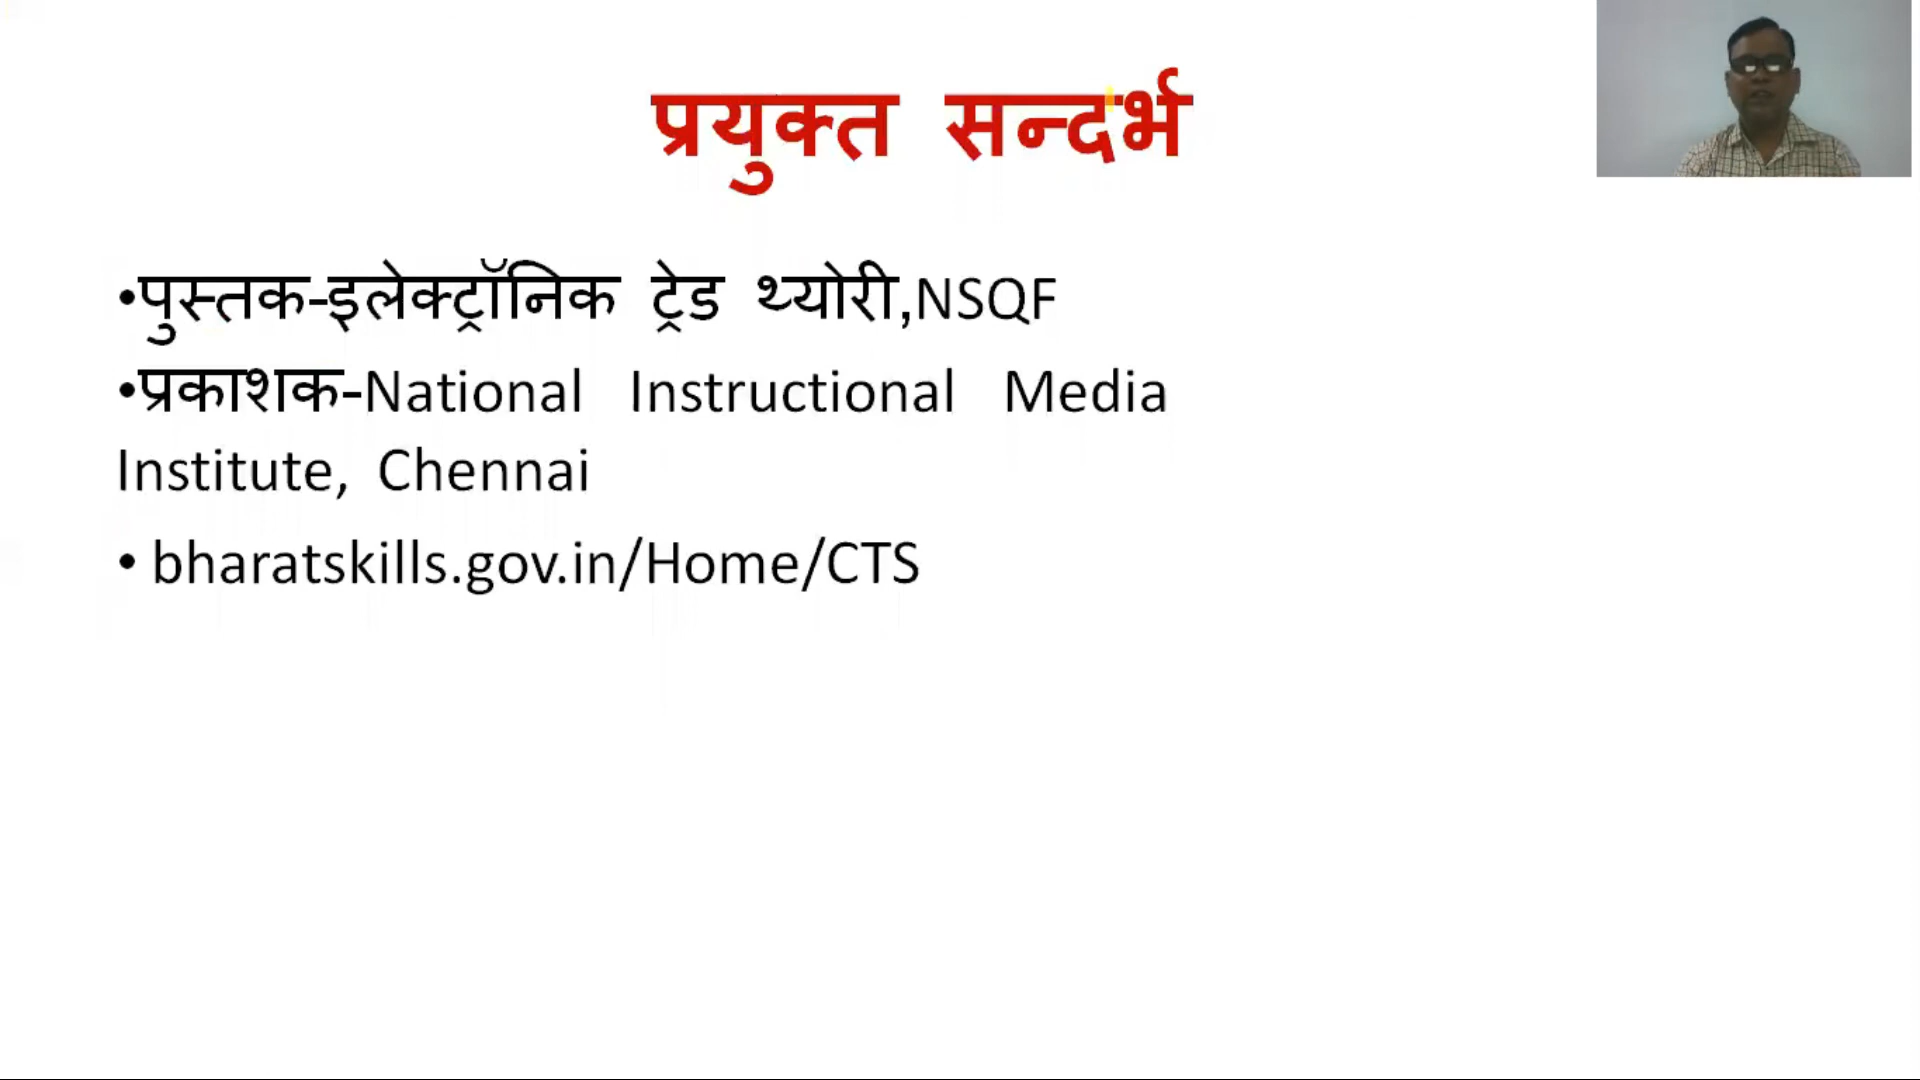 प्रयुक्त सन्दर्भ
•पुस्तक-इलेक्ट्रॉनिक ट्रेड थ्योरी,NSQF
•प्रकाशक-National Instructional Media
Institute, Chennai
• bharatskills.gov.in/Home/CTS